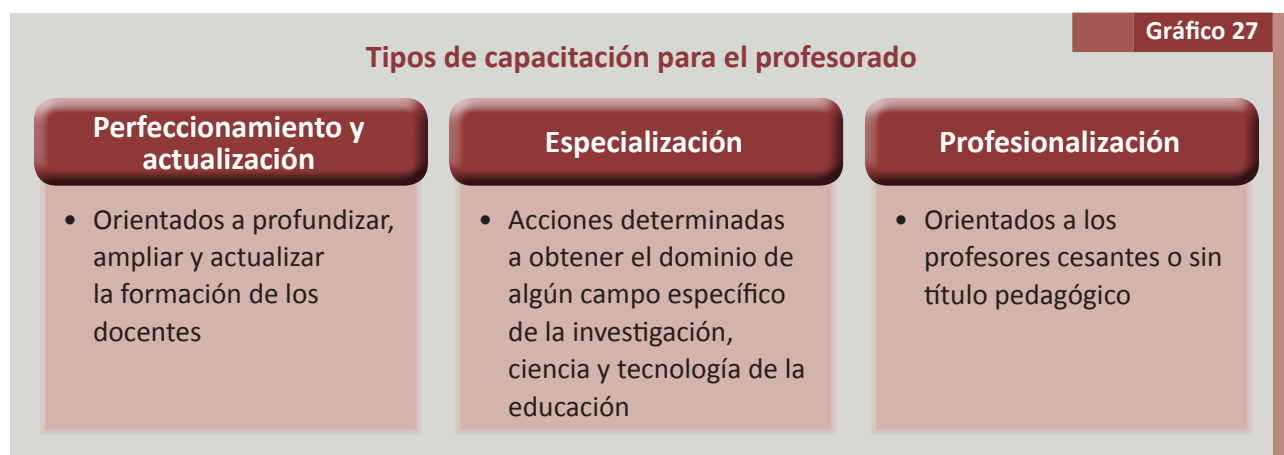 Gráfico 27
Tipos de capacitación para el profesorado
Perfeccionamiento y
actualización
• Orientados a profundizar,
ampliar y actualizar
la formación de los
docentes
Especialización
• Acciones determinadas
a obtener el dominio de
algún campo específico
de la investigación,
ciencia y tecnología de la
educación
Profesionalización
• Orientados a los
profesores cesantes o sin
título pedagógico